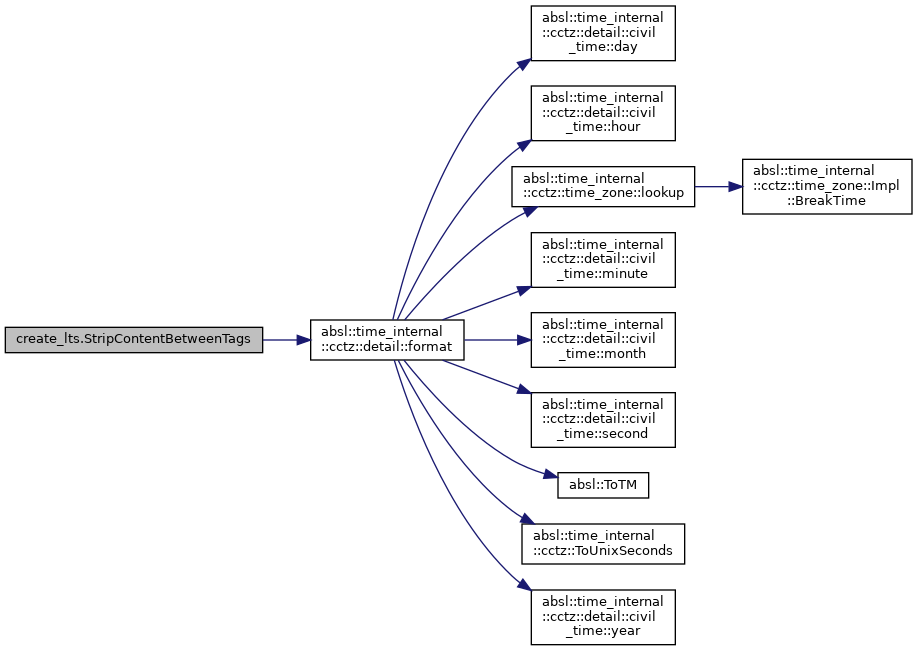 create_lts.StripContentBetweenTags
absl::time_internal
::cctz::detail::format
absl::time_internal
::cctz::detail::civil
_time::day
absl::time_internal
::cctz::detail::civil
_time::hour
absl::time_internal
::cctz::time_zone::lookup
absl::time_internal
::cctz::time_zone::Impl
::BreakTime
absl::time_internal
::cctz::detail::civil
_time::minute
absl::time_internal
::cctz::detail::civil
_time::month
absl::time_internal
::cctz::detail::civil
_time::second
absl::ToTM
absl::time_internal
::cctz::ToUnixSeconds
absl::time_internal
::cctz::detail::civil
_time::year